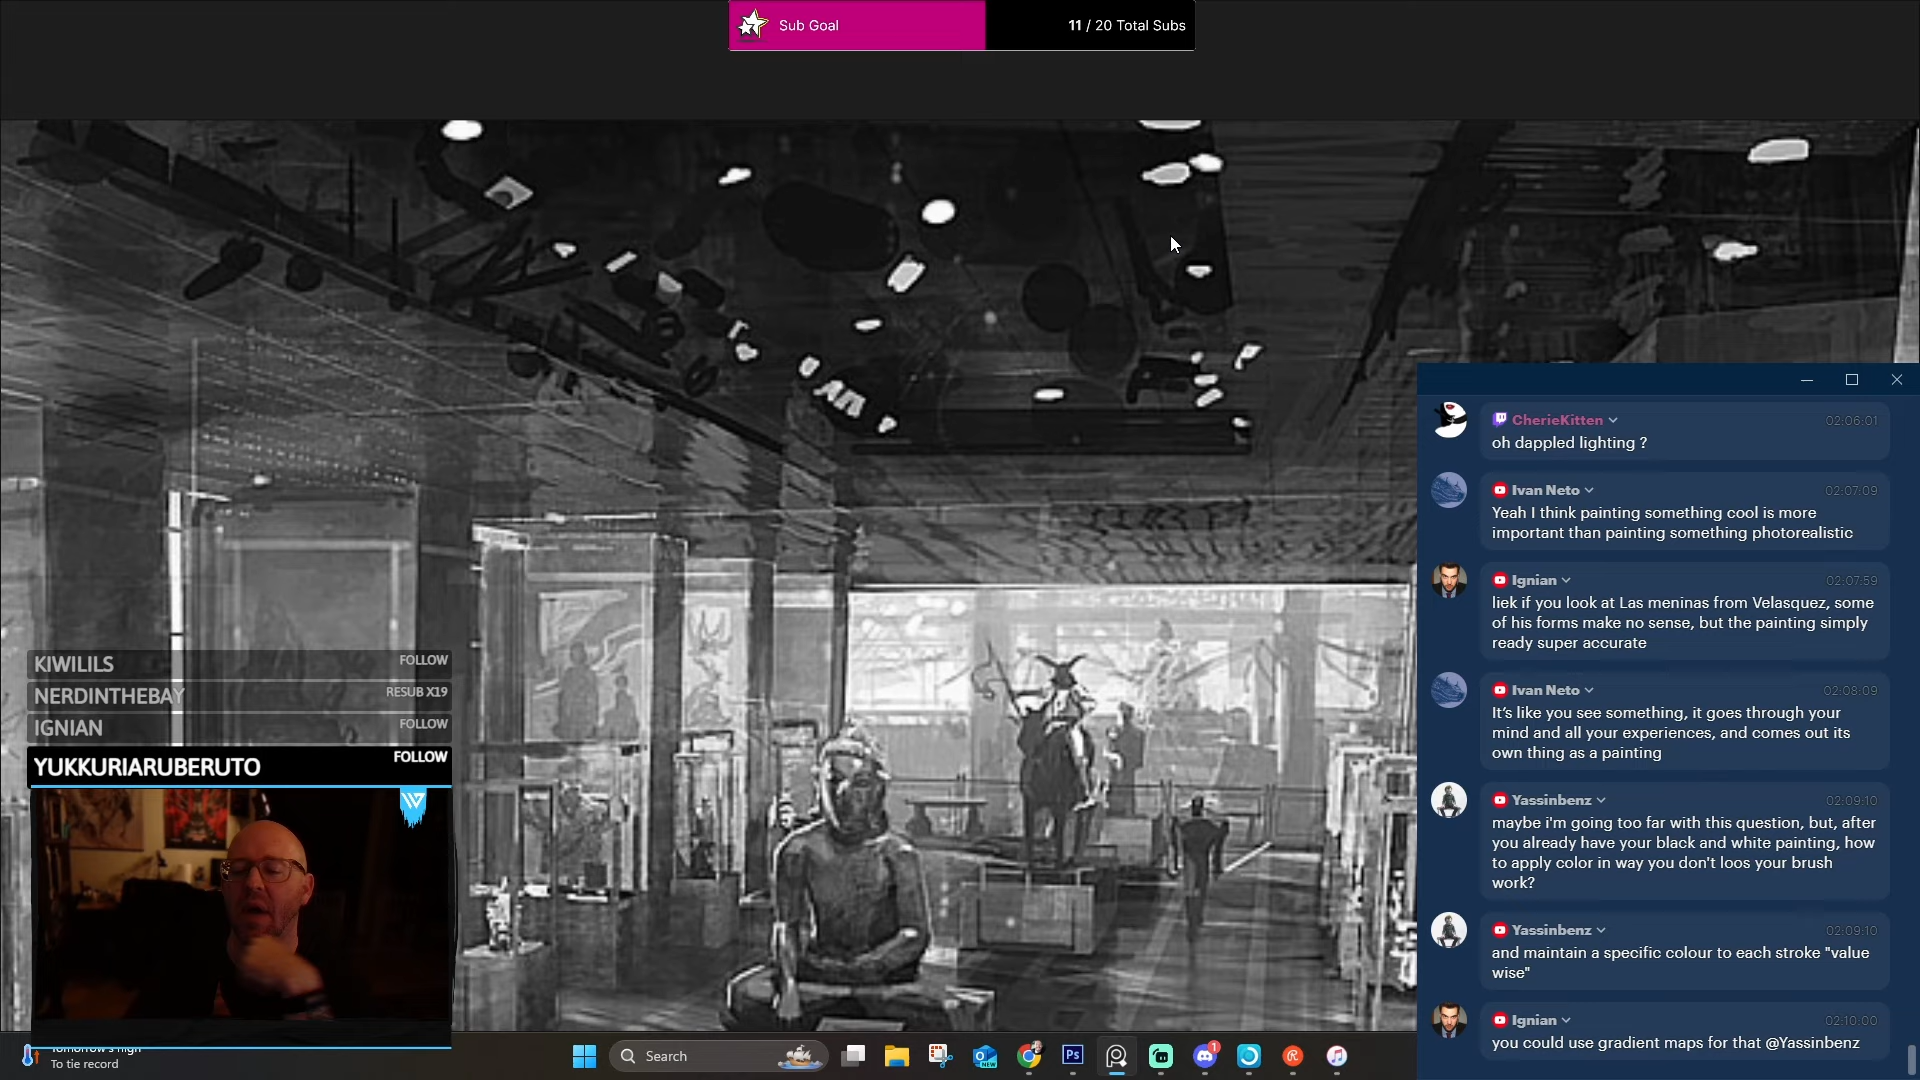 Sub Goal
11 / 20 Total Subs
CherieKitten
02:06:01
oh dappled lighting ?
Ivan Neto
02:07:09
Yeah I think painting something cool is more
important than painting something photorealistic
Ignian
02:07:59
liek if you look at Las meninas from Velasquez, some
of his forms make no sense, but the painting simply
ready super accurate
Ivan Neto
02:08:09
It’s like you see something, it goes through your
mind and all your experiences, and comes out its
own thing as a painting
Yassinbenz
02:09:10
maybe i'm going too far with this question, but, after
you already have your black and white painting, how
to apply color in way you don't loos your brush
work?
Yassinbenz
02:09:10
and maintain a specific colour to each stroke "value
wise"
Ignian
02:10:00
you could use gradient maps for that @Yassinbenz
KIWILILS
FOLLOW
NERDINTHEBAY
RESUB X19
IGNIAN
FOLLOW
YUKKURIARUBERUTO
FOLLOW
Tomorrow's high
To tie record
Search
NEW
Ps
1